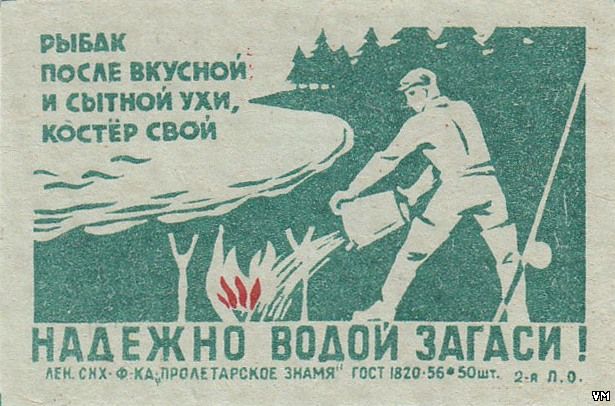 РЫБАК
ПОСЛЕ ВКУСНОЙ
И СЫТНОЙ УХИ,
КОСТЁР СВОЙ
НАДЕЖНО ВОДОЙ ЗАГАСИ!
ЛЕН. СНХ-Ф-КА „ПРОЛЕТАРСКОЕ ЗНАМЯ" ГОСТ 1820-56*50шт. 2-я Л.О.
VM